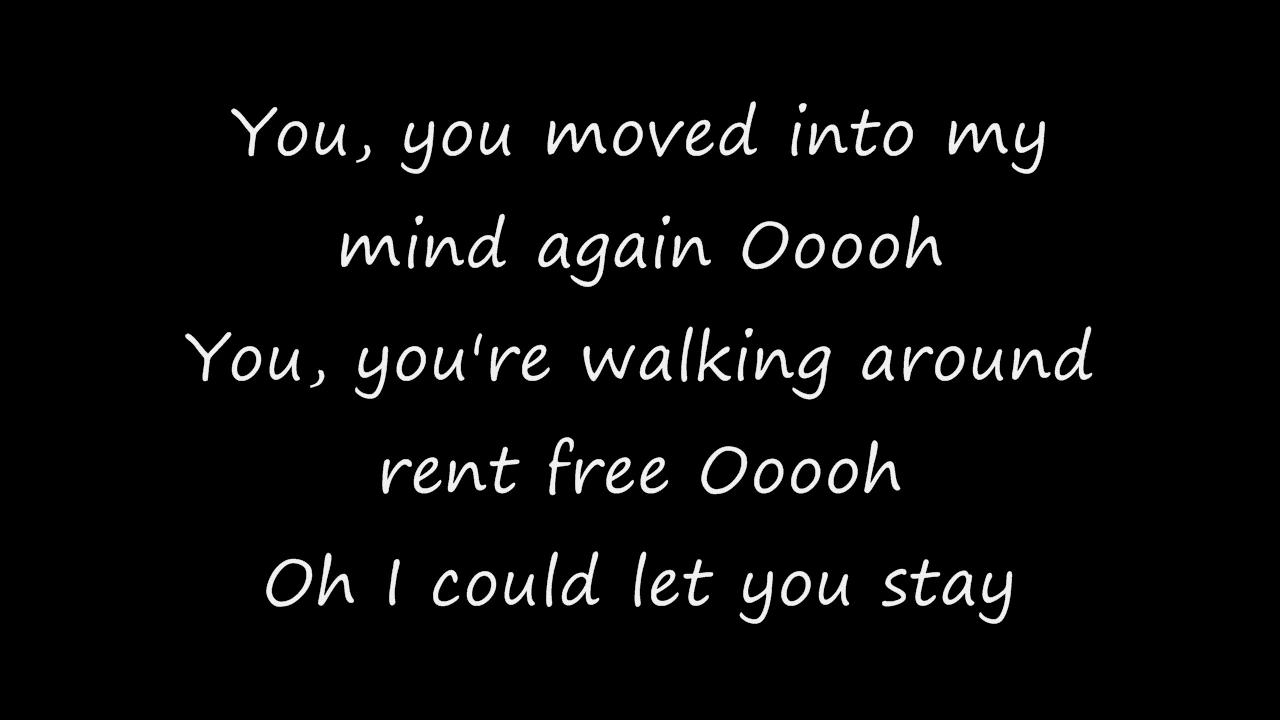 You, you moved into my
mind again Ooooh
You, you're walking around
rent free Ooooh
Oh I could let you stay